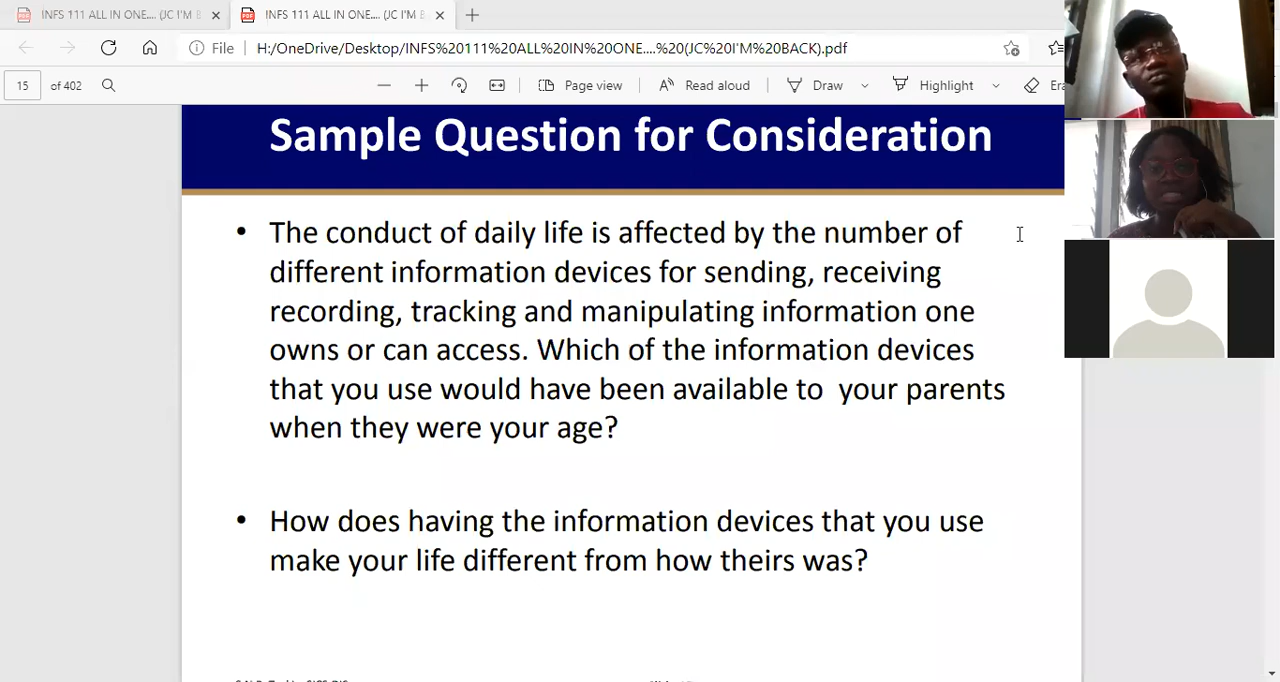 INFS 111 ALL IN ONE.... (JC I'M B
INFS 111 ALL IN ONE.... (JC I'M B
File
H:/OneDrive/Desktop/INFS%20111%20ALL%20IN%20ONE....%20(JC%20I'M%20BACK).pdf
15 of 402
Page view
Read aloud
Draw
Highlight
Era
Sample Question for Consideration
• The conduct of daily life is affected by the number of
different information devices for sending, receiving
recording, tracking and manipulating information one
owns or can access. Which of the information devices
that you use would have been available to your parents
when they were your age?
• How does having the information devices that you use
make your life different from how theirs was?